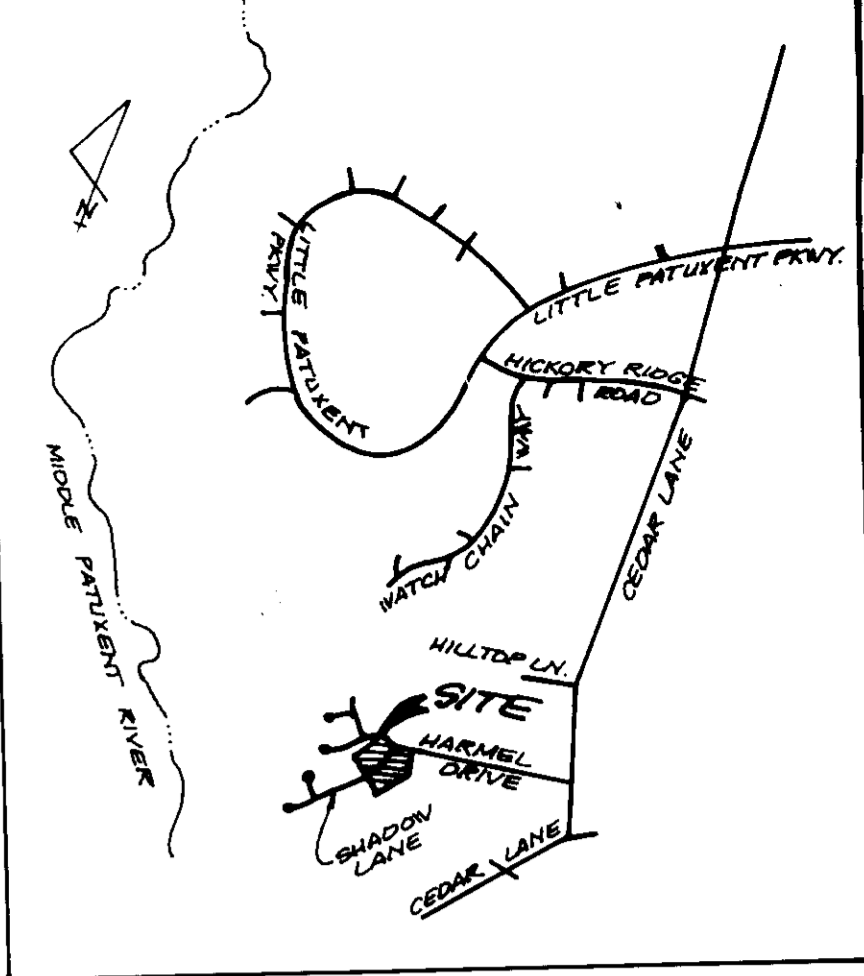 N
LITTLE PATUXENT
PKWY.
LITTLE PATUXENT PKWY.
HICKORY RIDGE
ROAD
WATCH CHAIN WAY
CEDAR LANE
MIDDLE PATUXENT RIVER
HILLTOP LN.
SITE
HARMEL
DRIVE
SHADOW
LANE
CEDAR LANE